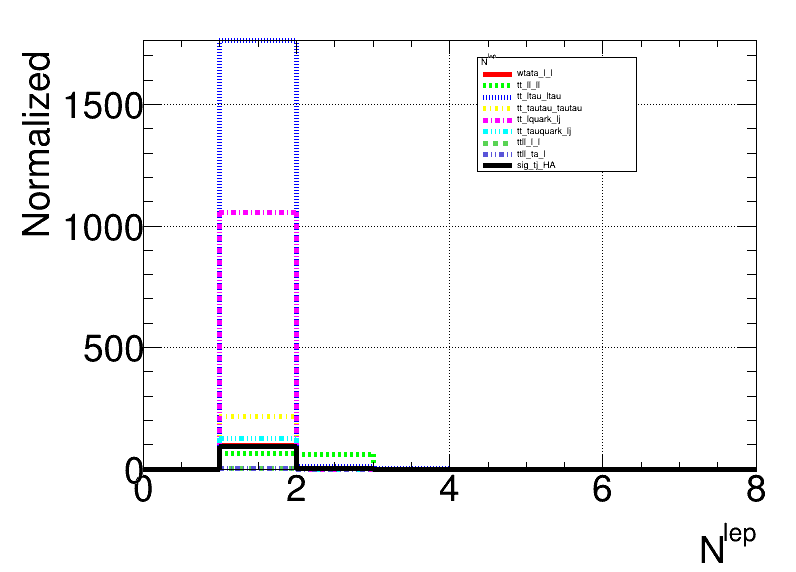 Normalized
1500
1000
500
0
0 2 4 6 8
N^lep
N^lep
wtata_l_l
tt_ll_ll
tt_ltau_ltau
tt_tautau_tautau
tt_lquark_lj
tt_tauquark_lj
ttll_l_l
ttll_ta_l
sig_tj_HA